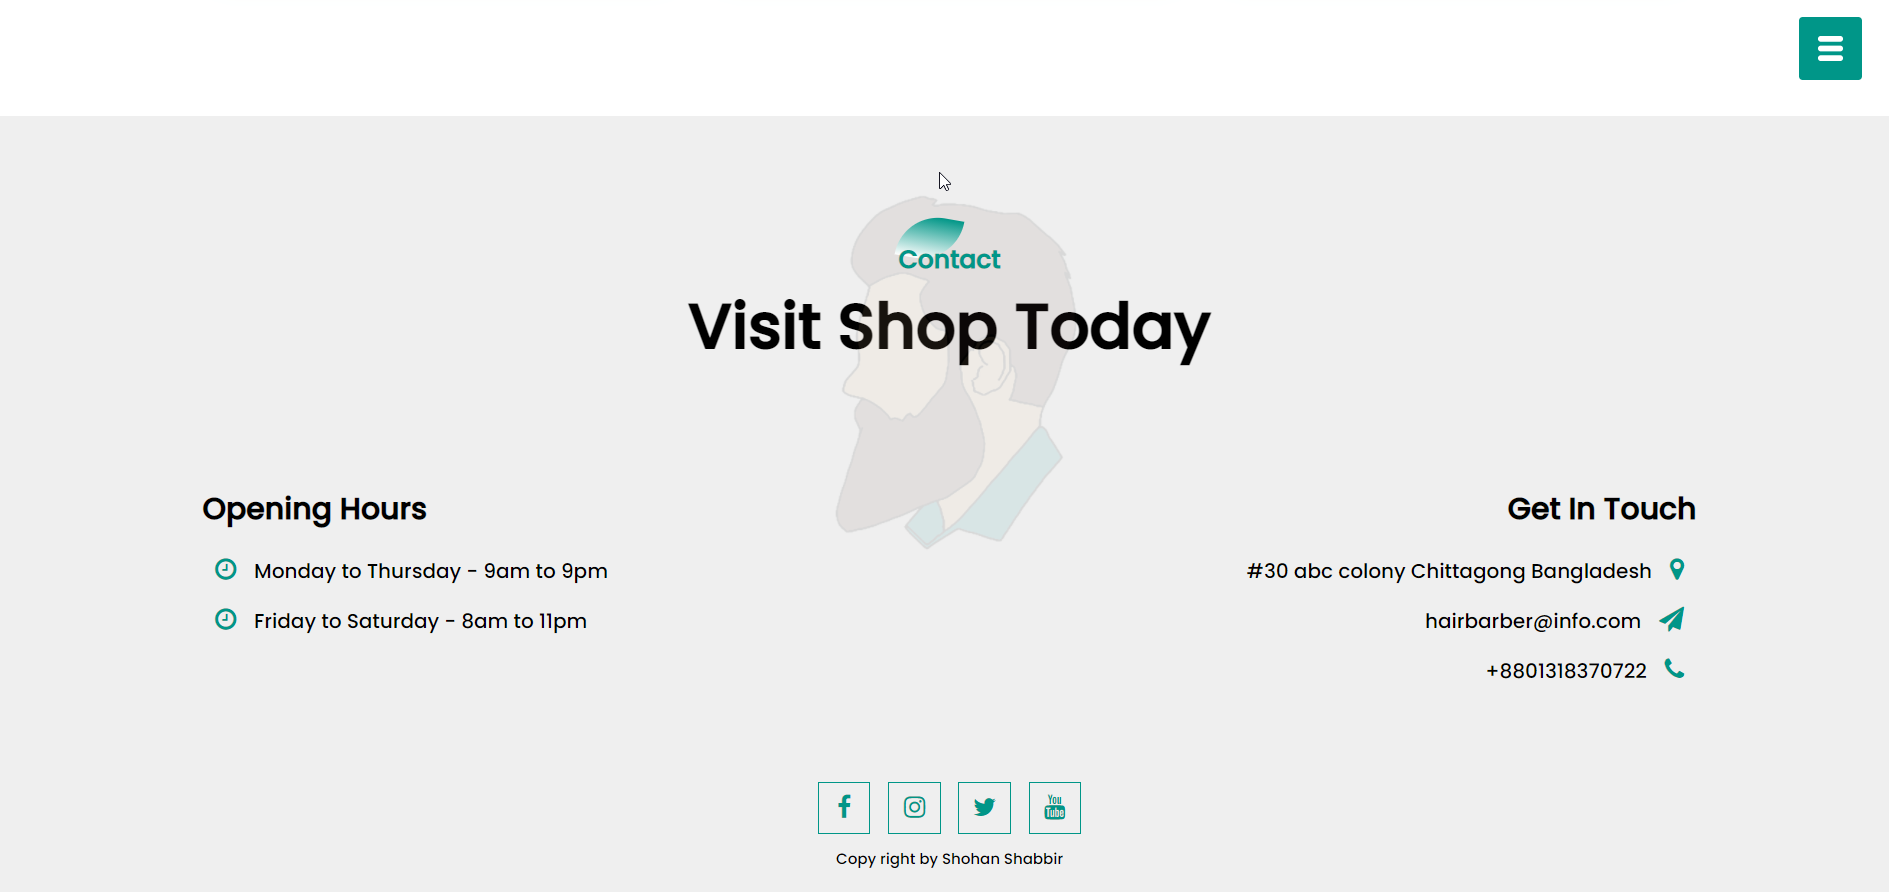 Contact
Visit Shop Today
Opening Hours
Monday to Thursday - 9am to 9pm
Friday to Saturday - 8am to 11pm
Get In Touch
#30 abc colony Chittagong Bangladesh
hairbarber@info.com
+8801318370722
You
Tube
Copy right by Shohan Shabbir